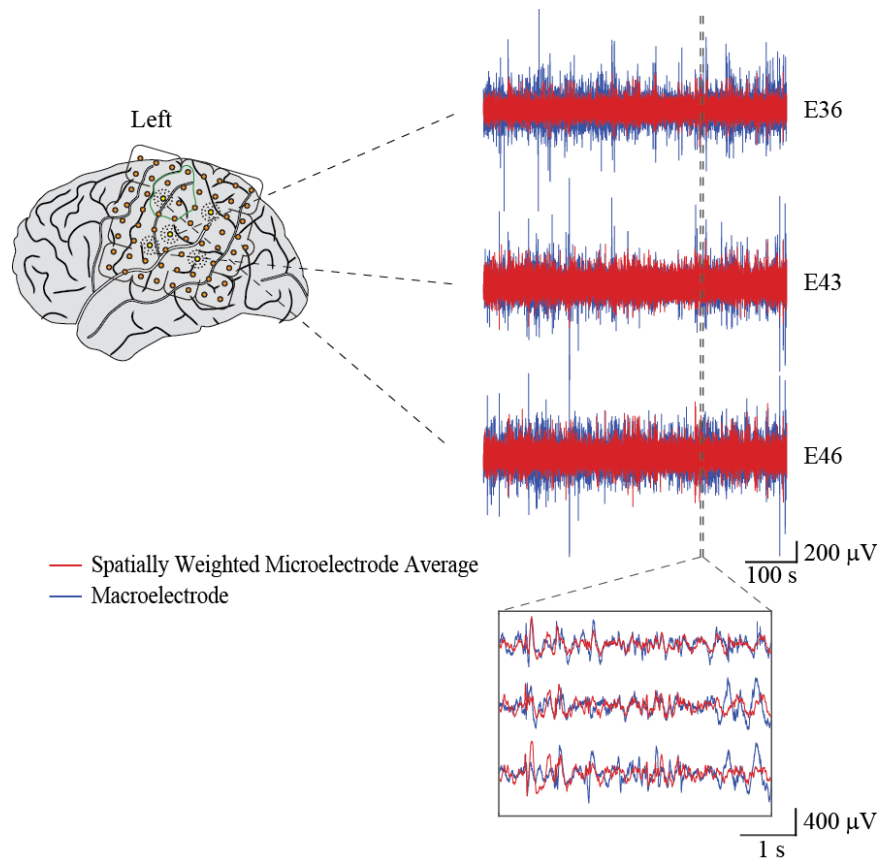 Left
E36
E43
E46
200 μV
100 s
Spatially Weighted Microelectrode Average
Macroelectrode
400 μV
1 s